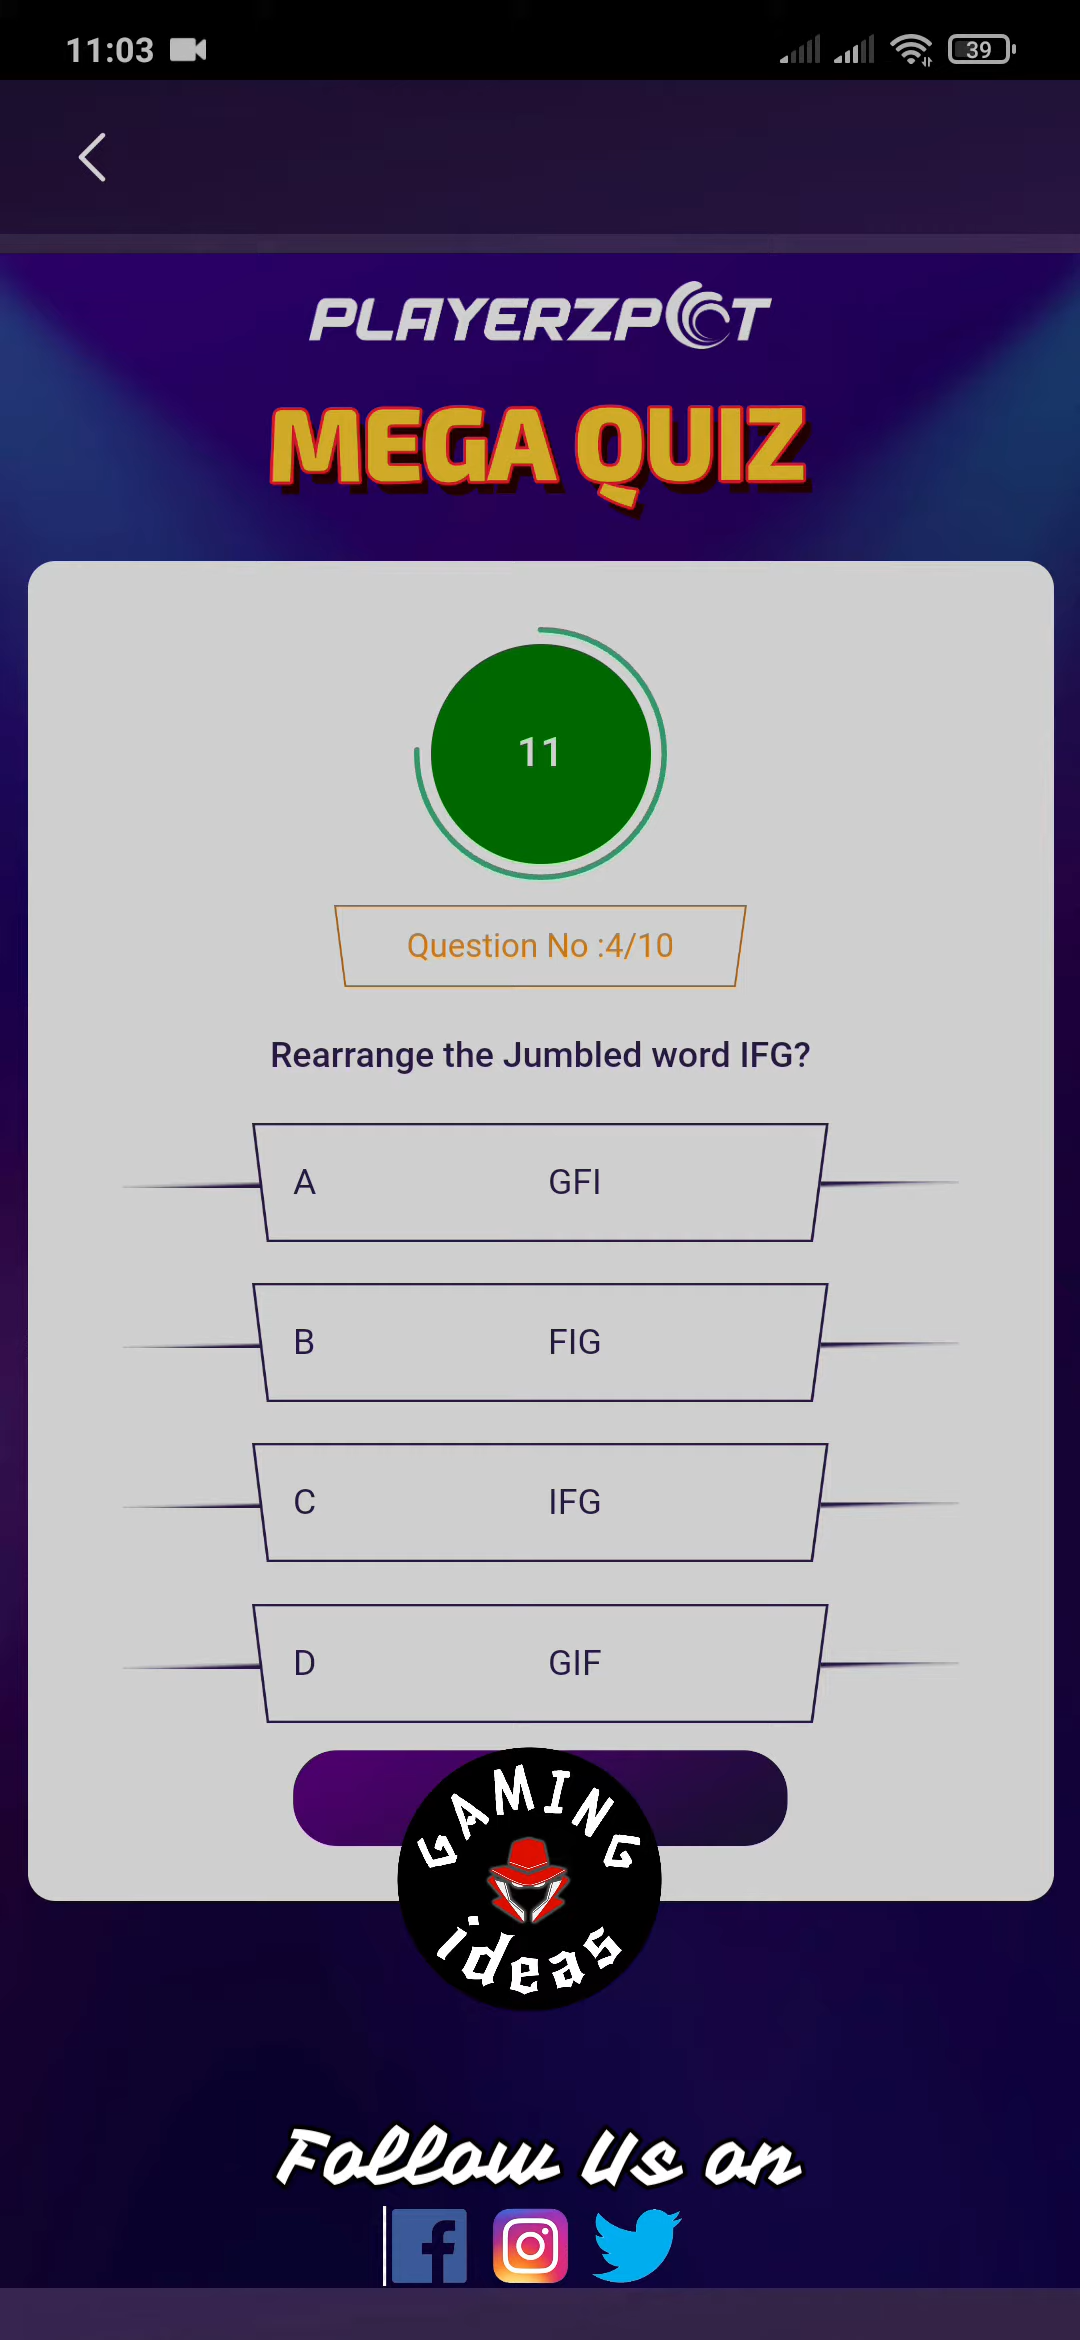 11:03
39
PLAYERZPOT
MEGA QUIZ
11
Question No :4/10
Rearrange the Jumbled word IFG?
A GFI
B FIG
C IFG
D GIF
GAMING
ideas
Follow Us on